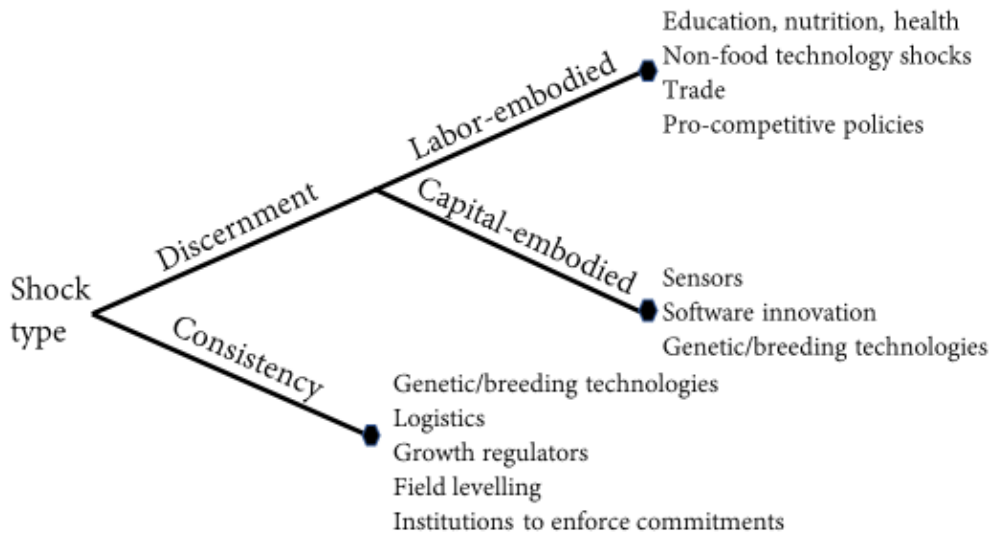 Education, nutrition, health
Non-food technology shocks
Trade
Pro-competitive policies
Labor-embodied
Discernment
Capital-embodied
Shock
type
Sensors
Software innovation
Genetic/breeding technologies
Consistency
Genetic/breeding technologies
Logistics
Growth regulators
Field levelling
Institutions to enforce commitments